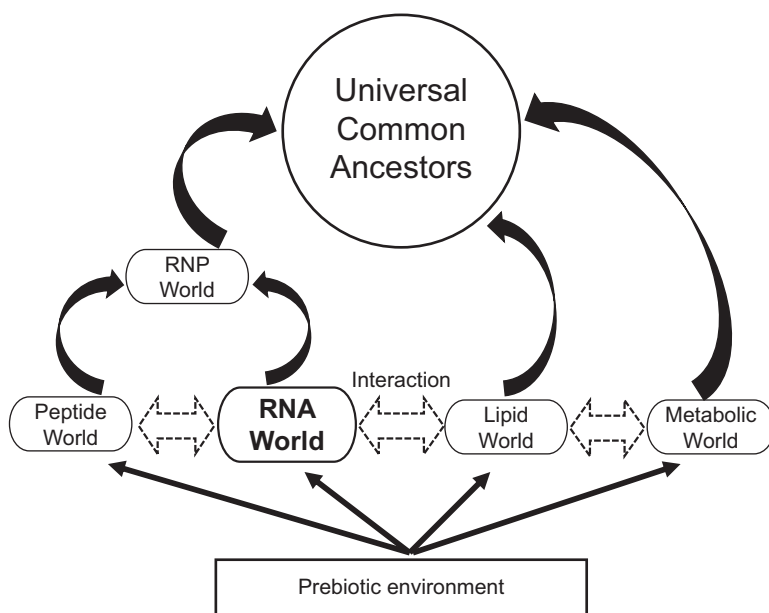 Universal
Common
Ancestors
RNP
World
Interaction
Peptide
World
RNA
World
Lipid
World
Metabolic
World
Prebiotic environment